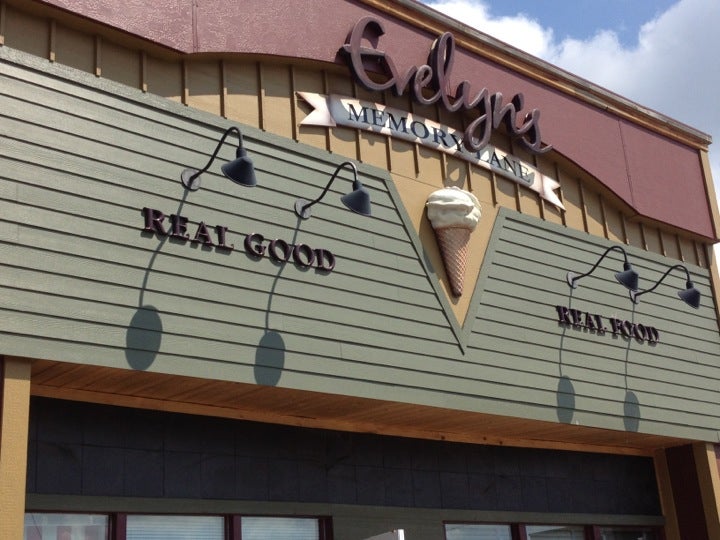 Evelyn's
MEMORY LANE
REAL GOOD
REAL FOOD